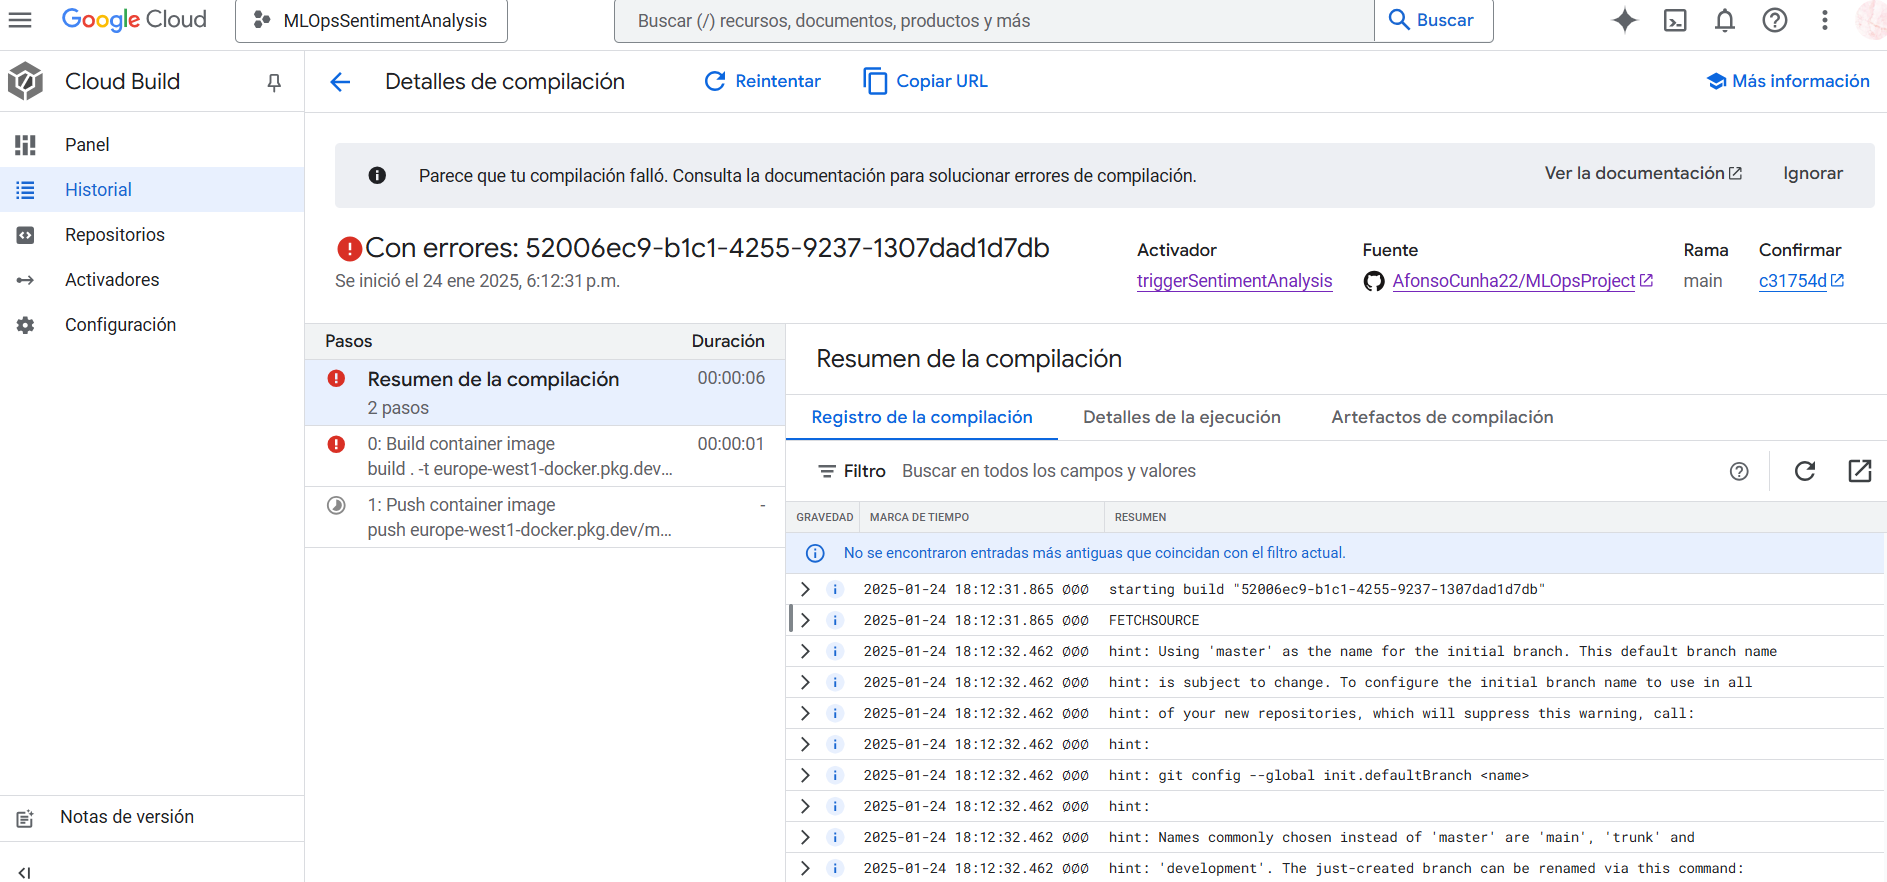 Google Cloud
MLOpsSentimentAnalysis
Buscar (/) recursos, documentos, productos y más
Buscar
Cloud Build
Detalles de compilación
Reintentar
Copiar URL
Más información
Panel
Historial
Repositorios
Activadores
Configuración
Parece que tu compilación falló. Consulta la documentación para solucionar errores de compilación.
Ver la documentación
Ignorar
Con errores: 52006ec9-b1c1-4255-9237-1307dad1d7db
Se inició el 24 ene 2025, 6:12:31 p.m.
Activador
triggerSentimentAnalysis
Fuente
AfonsoCunha22/MLOpsProject
Rama
main
Confirmar
c31754d
Pasos
Duración
Resumen de la compilación
00:00:06
2 pasos
0: Build container image
00:00:01
build . -t europe-west1-docker.pkg.dev...
1: Push container image
-
push europe-west1-docker.pkg.dev/m...
Resumen de la compilación
Registro de la compilación
Detalles de la ejecución
Artefactos de compilación
Filtro
Buscar en todos los campos y valores
GRAVEDAD
MARCA DE TIEMPO
RESUMEN
No se encontraron entradas más antiguas que coincidan con el filtro actual.
2025-01-24 18:12:31.865 ØØØ starting build "52006ec9-b1c1-4255-9237-1307dad1d7db"
2025-01-24 18:12:31.865 ØØØ FETCHSOURCE
2025-01-24 18:12:32.462 ØØØ hint: Using 'master' as the name for the initial branch. This default branch name
2025-01-24 18:12:32.462 ØØØ hint: is subject to change. To configure the initial branch name to use in all
2025-01-24 18:12:32.462 ØØØ hint: of your new repositories, which will suppress this warning, call:
2025-01-24 18:12:32.462 ØØØ hint:
2025-01-24 18:12:32.462 ØØØ hint: git config --global init.defaultBranch <name>
2025-01-24 18:12:32.462 ØØØ hint:
2025-01-24 18:12:32.462 ØØØ hint: Names commonly chosen instead of 'master' are 'main', 'trunk' and
2025-01-24 18:12:32.462 ØØØ hint: 'development'. The just-created branch can be renamed via this command:
Notas de versión